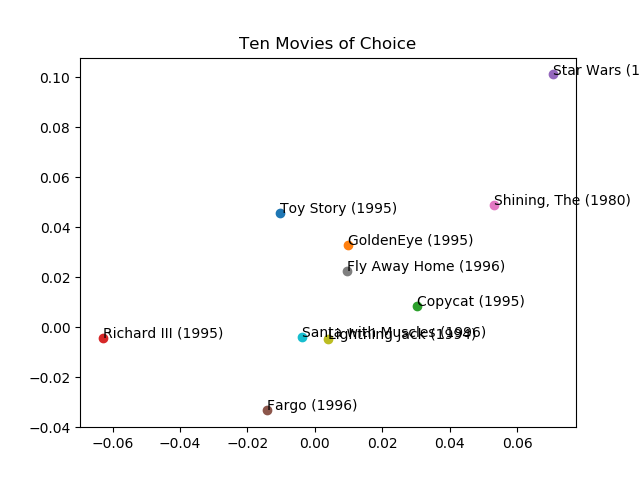 Ten Movies of Choice
0.10
Star Wars (1
0.08
0.06
Shining, The (1980)
Toy Story (1995)
0.04
GoldenEye (1995)
Fly Away Home (1996)
0.02
Copycat (1995)
0.00
Richard III (1995)
Santa with Muscles (1996)
Lightning Jack (1994)
−0.02
Fargo (1996)
−0.04
−0.06 −0.04 −0.02 0.00 0.02 0.04 0.06